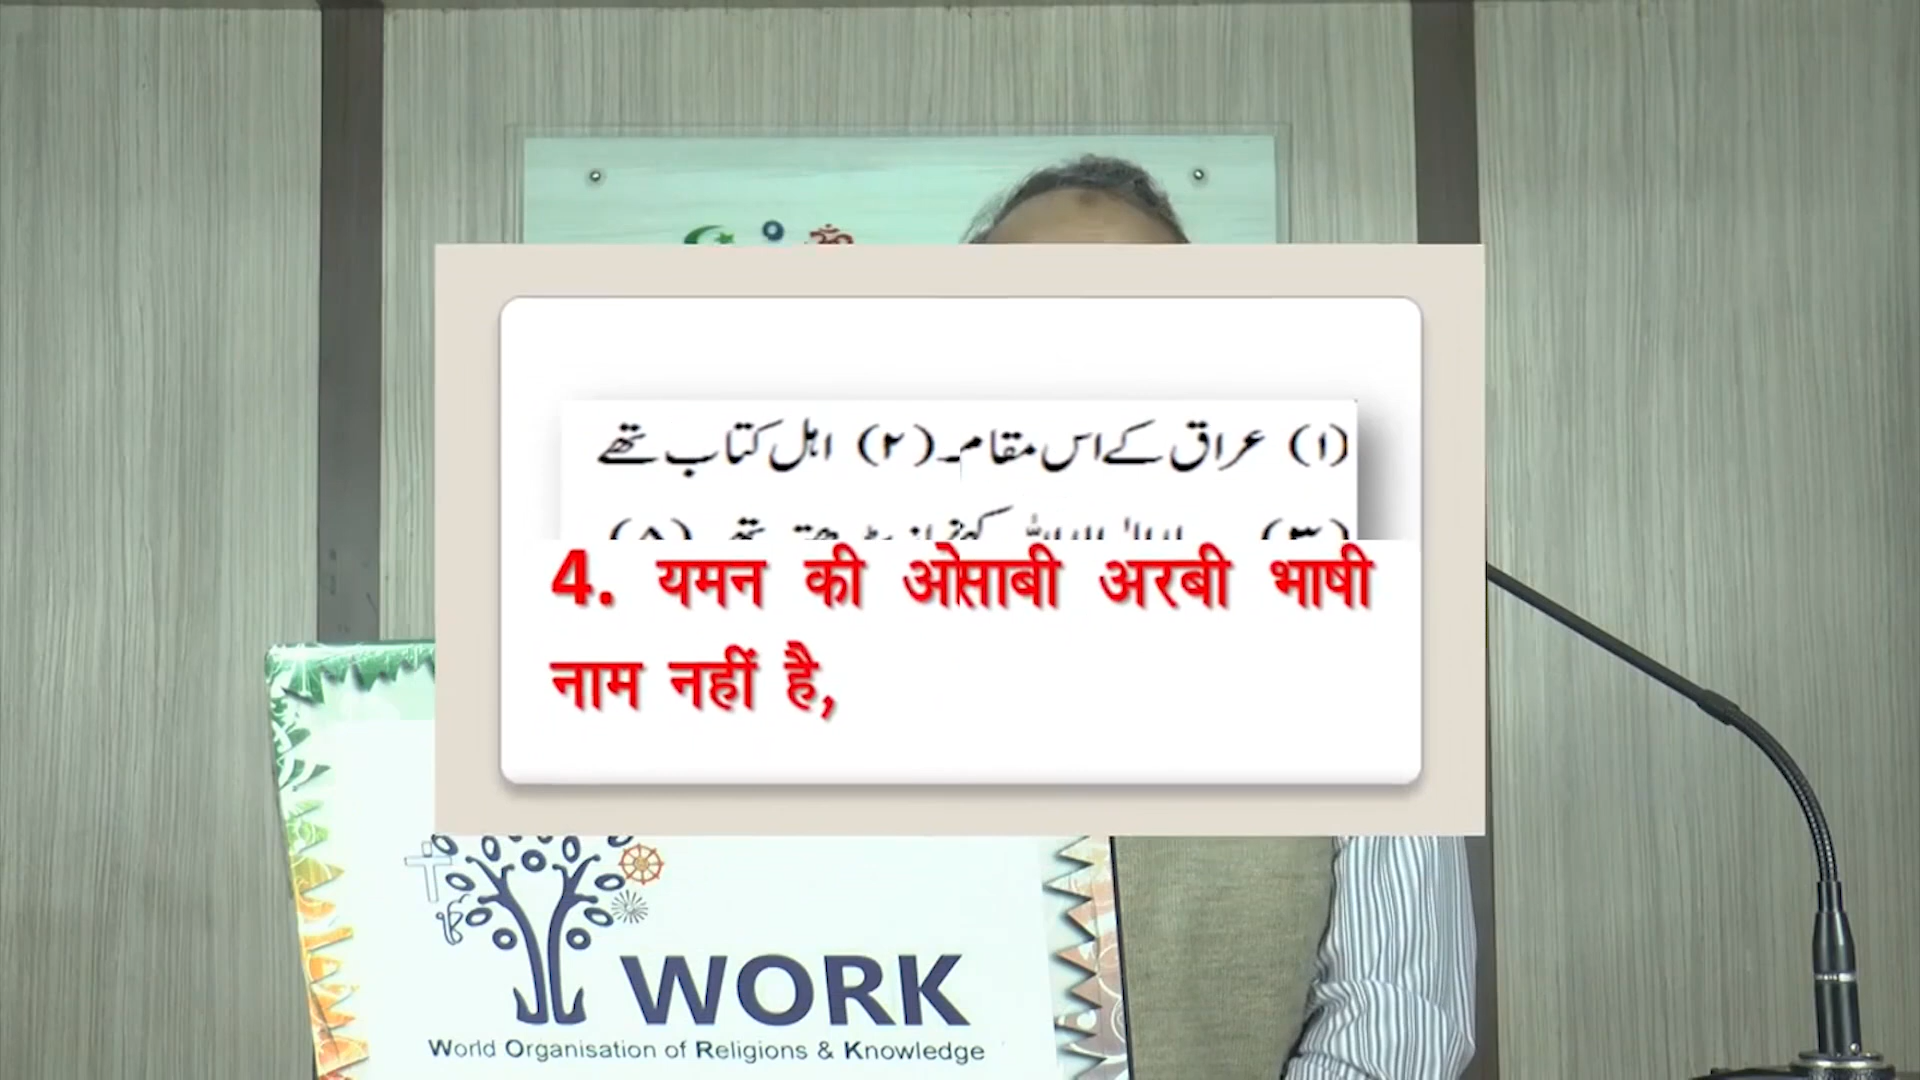 (۱) عراق کے اس مقام۔ (۲) اہل کتاب تھے
4. यमन की ओसाबी अरबी भाषी
नाम नहीं है,
WORK
World Organisation of Religions & Knowledge